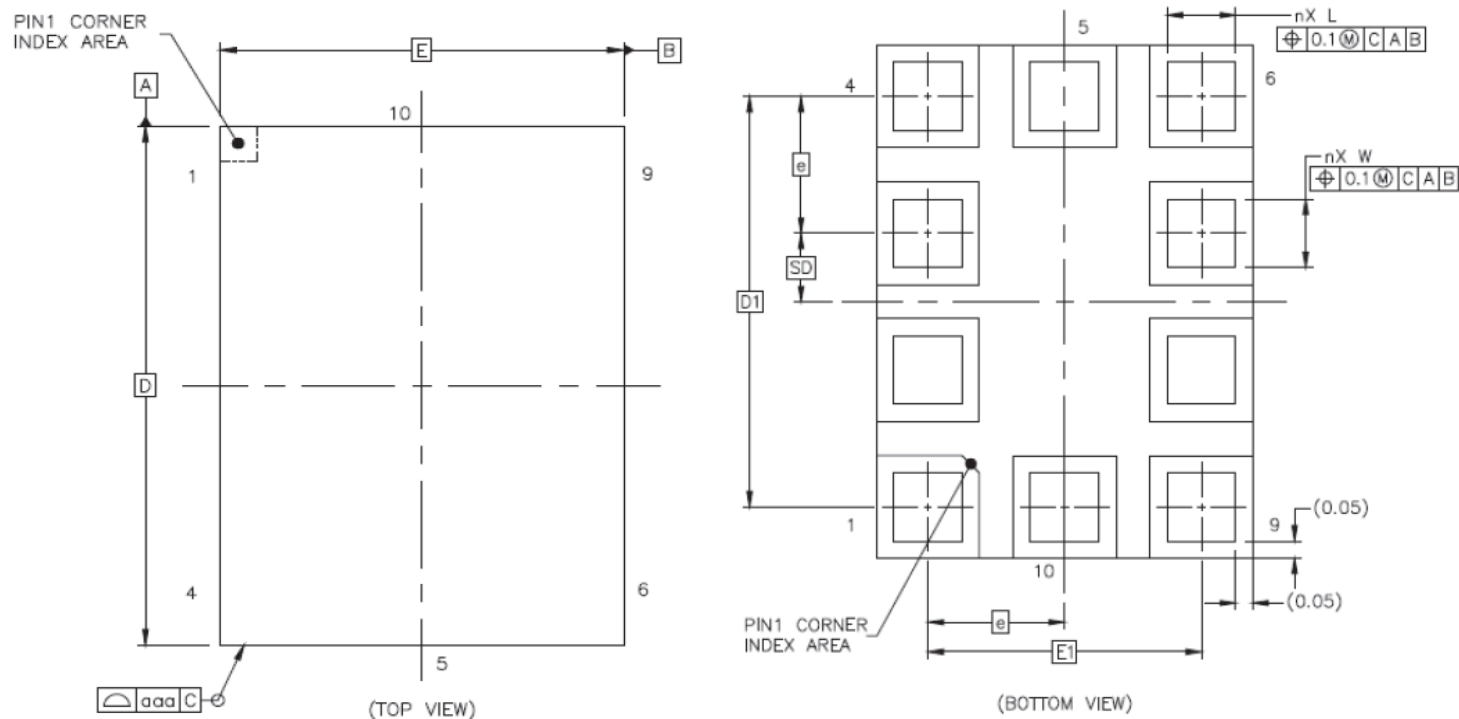 PIN1 CORNER
INDEX AREA
E
B
A
10
1
9
D
4
6
5
aaa C
(TOP VIEW)
5
nX L
0.1 Ⓜ C A B
4
6
e
nX W
0.1 Ⓜ C A B
SD
D1
1
9
(0.05)
10
(0.05)
PIN1 CORNER
INDEX AREA
e
E1
(BOTTOM VIEW)